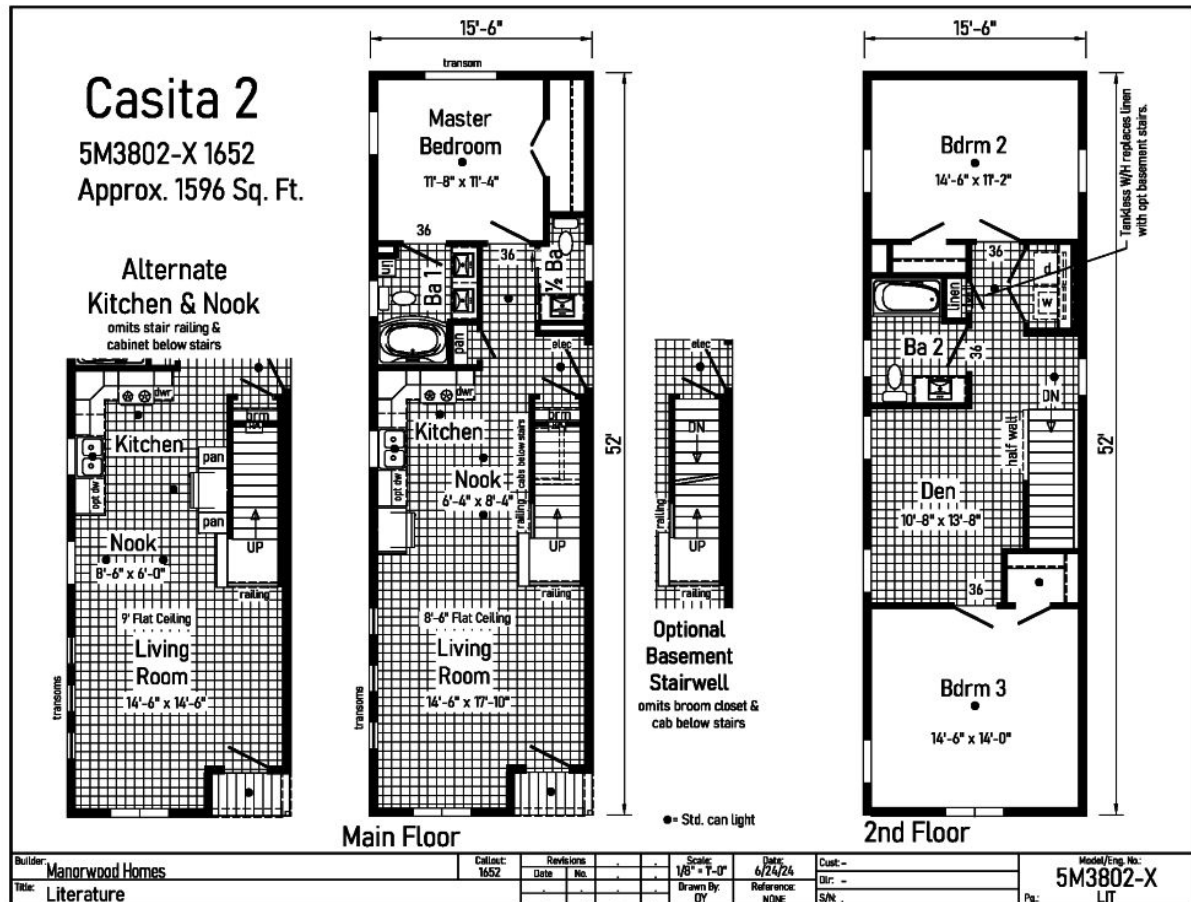 Casita 2
5M3802-X 1652
Approx. 1596 Sq. Ft.
Alternate
Kitchen & Nook
omits stair railing &
cabinet below stairs
dwr
brm
Kitchen
pan
opt dw
pan
Nook
8'-6" x 6'-0"
UP
railing
9' Flat Ceiling
Living
Room
14'-6" x 14'-6"
transoms
15'-6"
transom
Master
Bedroom
11'-8" x 11'-4"
36
36
lin
Ba 1
½ Ba
pan
elec
dwr
brm
Kitchen
cabs below stairs
Nook
6'-4" x 8'-4"
opt dw
railing
UP
railing
8'-6" Flat Ceiling
Living
Room
14'-6" x 17'-10"
transoms
52'
Main Floor
elec
DN
railing
UP
railing
Optional
Basement
Stairwell
omits broom closet &
cab below stairs
●= Std. can light
15'-6"
Bdrm 2
14'-6" x 11'-2"
Tankless W/H replaces linen
with opt basement stairs.
36
d
w
linen
Ba 2
36
DN
half wall
Den
10'-8" x 13'-8"
36
Bdrm 3
14'-6" x 14'-0"
52'
2nd Floor
Builder: Manorwood Homes
Title: Literature
Callout: 1652
Revisions
Date No.
Scale: 1/8" = 1'-0"
Date: 6/24/24
Drawn By: DY
Reference: NONE
Cust: -
Dlr: -
S/N: .
Model/Eng. No.:
5M3802-X
Pg.: LIT